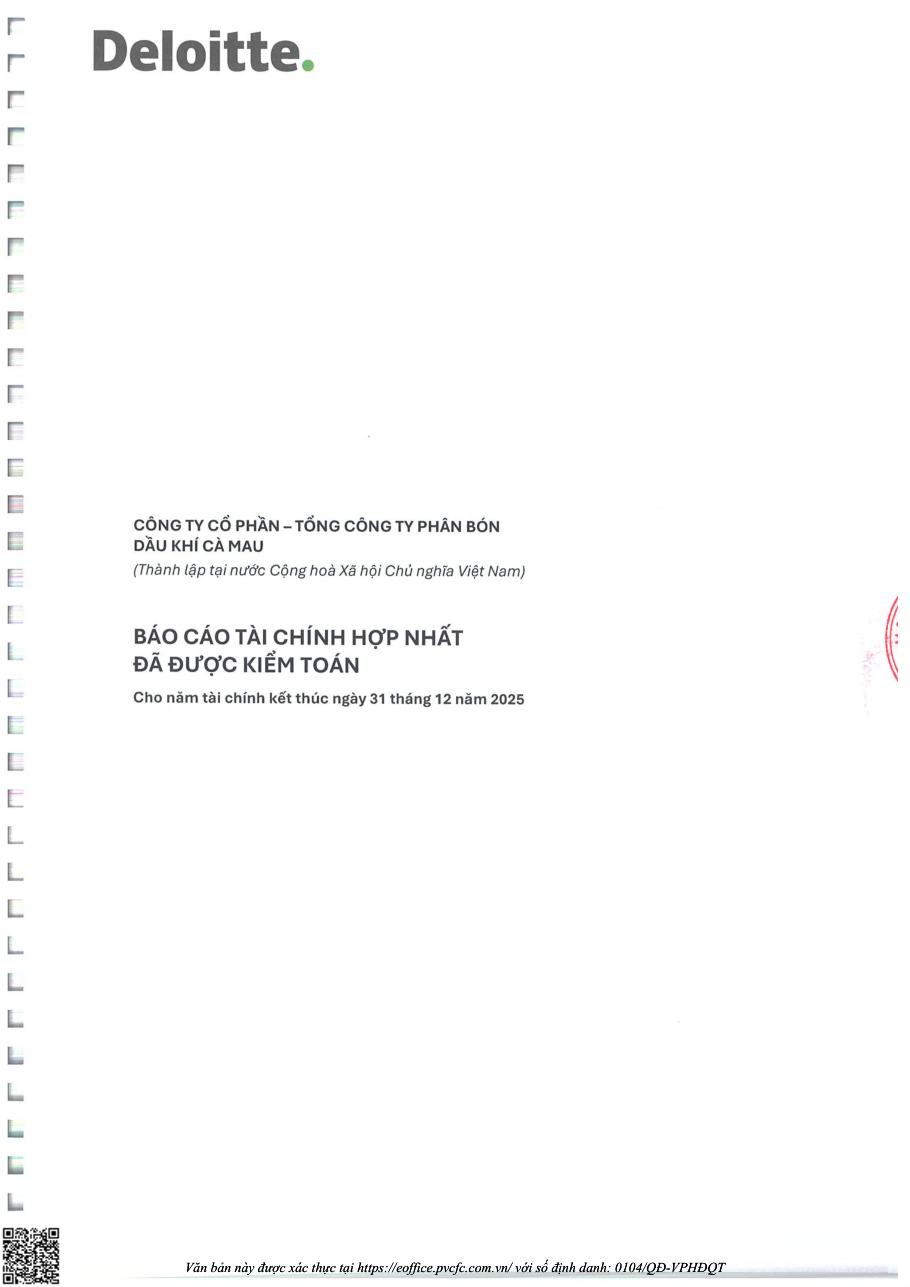 Deloitte.
CÔNG TY CỔ PHẦN – TỔNG CÔNG TY PHÂN BÓN
DẦU KHÍ CÀ MAU
(Thành lập tại nước Cộng hoà Xã hội Chủ nghĩa Việt Nam)
BÁO CÁO TÀI CHÍNH HỢP NHẤT
ĐÃ ĐƯỢC KIỂM TOÁN
Cho năm tài chính kết thúc ngày 31 tháng 12 năm 2025
Văn bản này được xác thực tại https://eoffice.pvcfc.com.vn/ với số định danh: 0104/QĐ-VPHĐQT